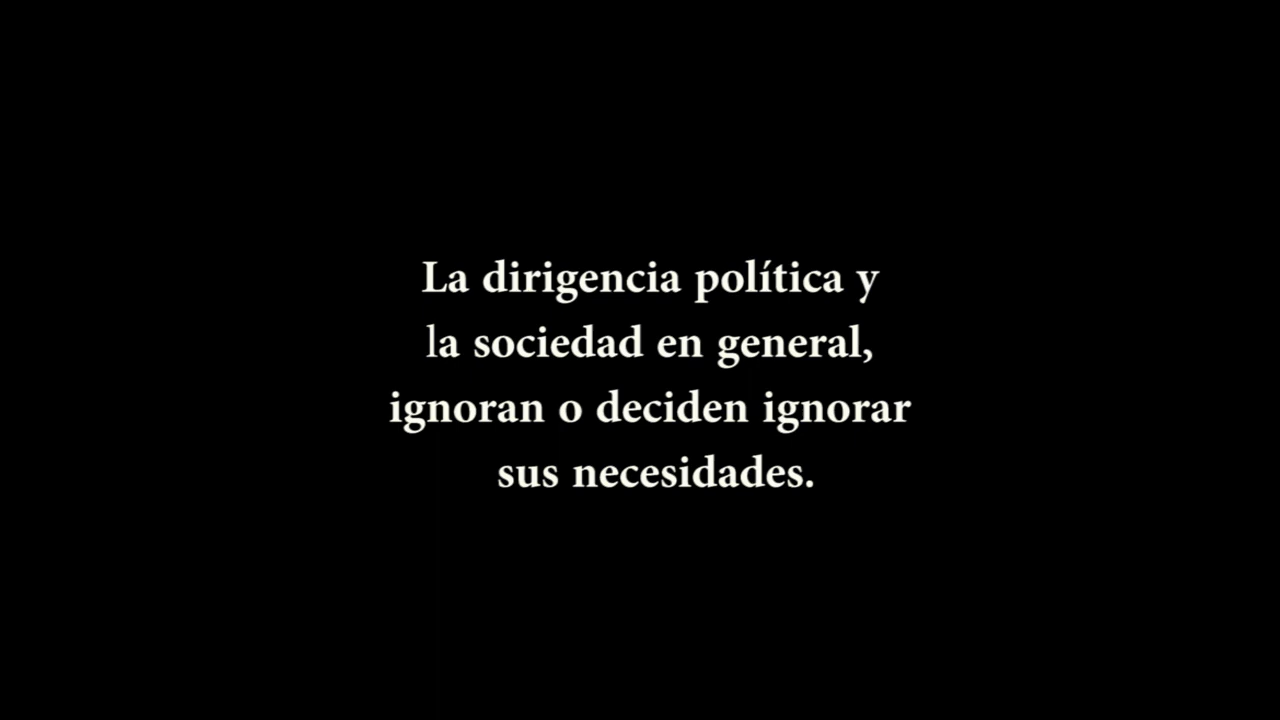 La dirigencia política y
la sociedad en general,
ignoran o deciden ignorar
sus necesidades.